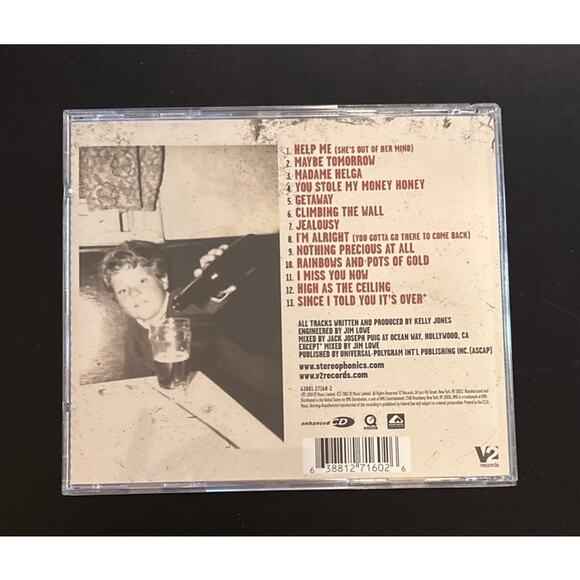 1. HELP ME (SHE'S OUT OF HER MIND)
2. MAYBE TOMORROW
3. MADAME HELGA
4. YOU STOLE MY MONEY HONEY
5. GETAWAY
6. CLIMBING THE WALL
7. JEALOUSY
8. I'M ALRIGHT (YOU GOTTA GO THERE TO COME BACK)
9. NOTHING PRECIOUS AT ALL
10. RAINBOWS AND POTS OF GOLD
11. I MISS YOU NOW
12. HIGH AS THE CEILING
13. SINCE I TOLD YOU IT'S OVER*
ALL TRACKS WRITTEN AND PRODUCED BY KELLY JONES
ENGINEERED BY JIM LOWE
MIXED BY JACK JOSEPH PUIG AT OCEAN WAY, HOLLYWOOD, CA
EXCEPT* MIXED BY JIM LOWE
PUBLISHED BY UNIVERSAL-POLYGRAM INT'L PUBLISHING INC.(ASCAP)
www.stereophonics.com
www.v2records.com
63881-27160-2
enhanced CD
6 38812 71602 6
V2
records